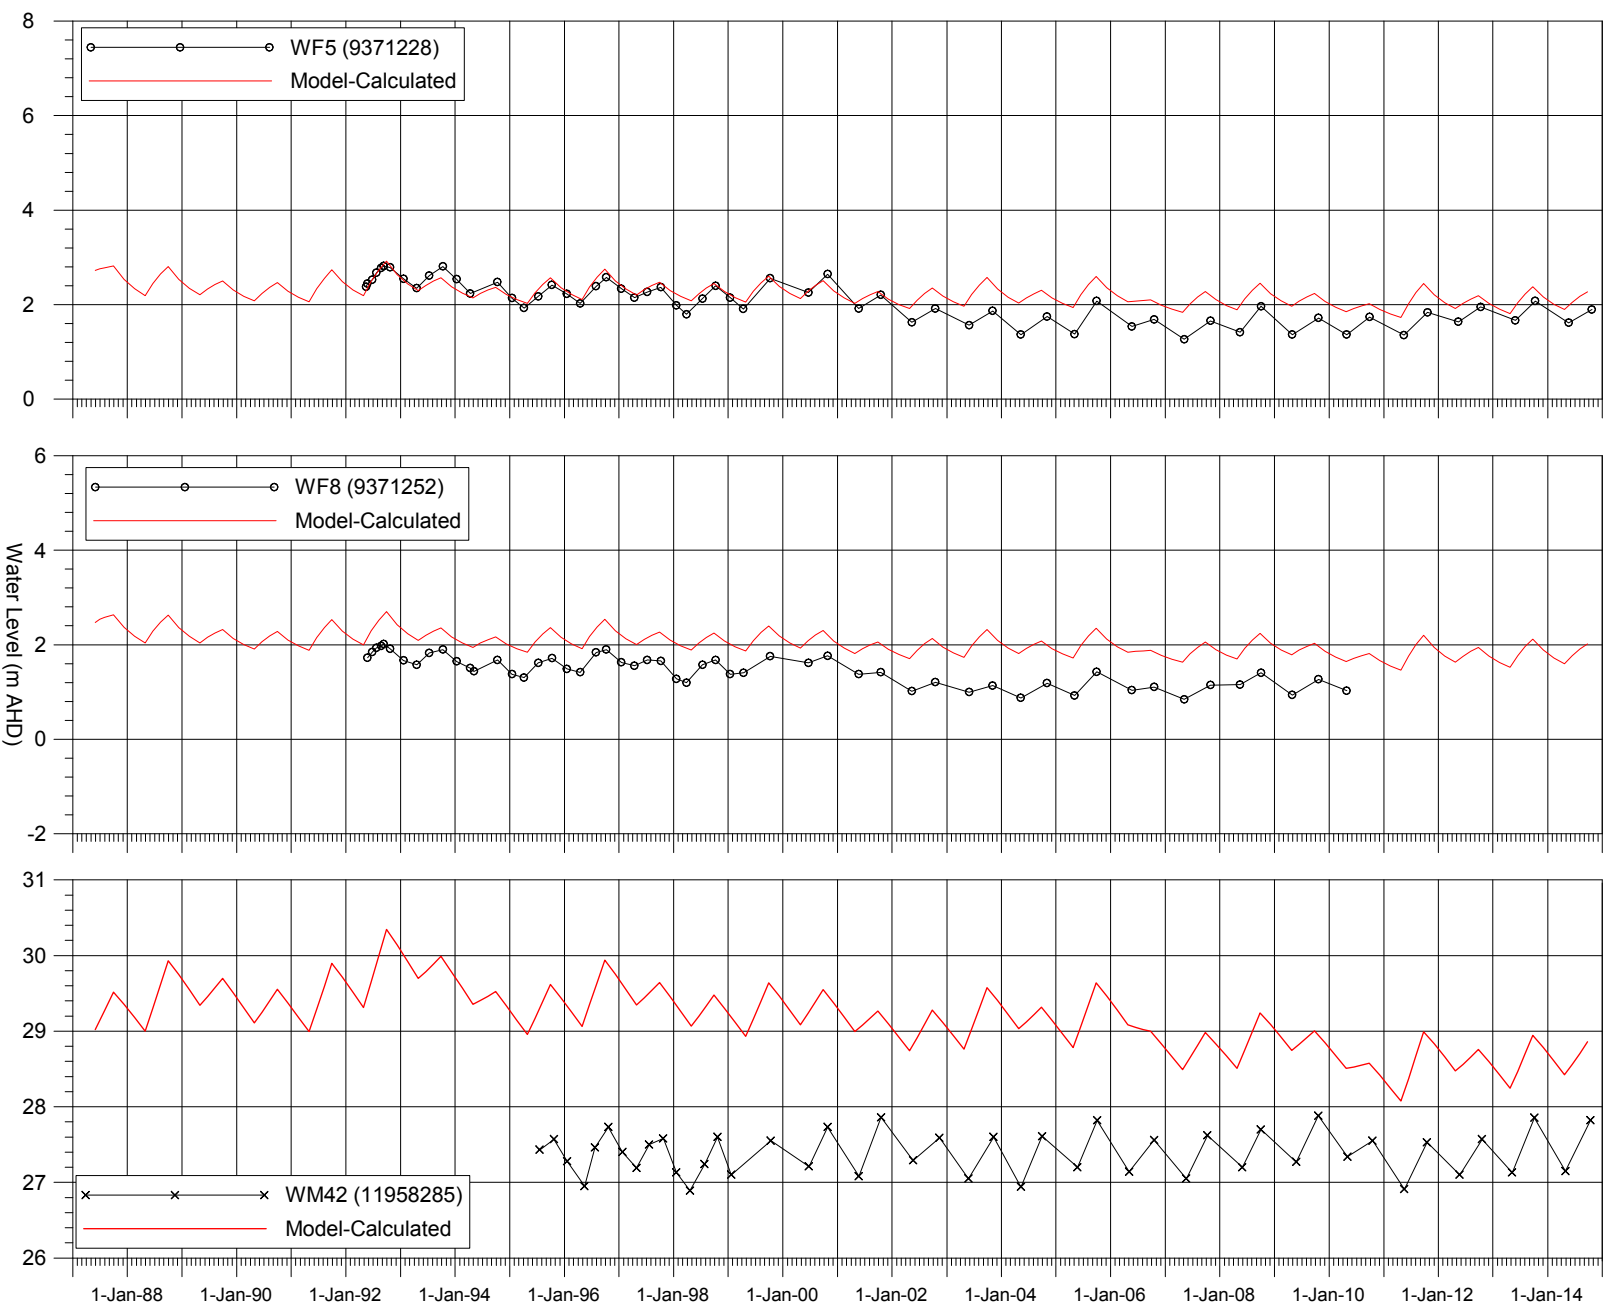 8
WF5 (9371228)
Model-Calculated
6
4
2
0
6
WF8 (9371252)
Model-Calculated
4
Water Level (m AHD)
2
0
-2
31
30
29
28
27
WM42 (11958285)
Model-Calculated
26
1-Jan-88 1-Jan-90 1-Jan-92 1-Jan-94 1-Jan-96 1-Jan-98 1-Jan-00 1-Jan-02 1-Jan-04 1-Jan-06 1-Jan-08 1-Jan-10 1-Jan-12 1-Jan-14